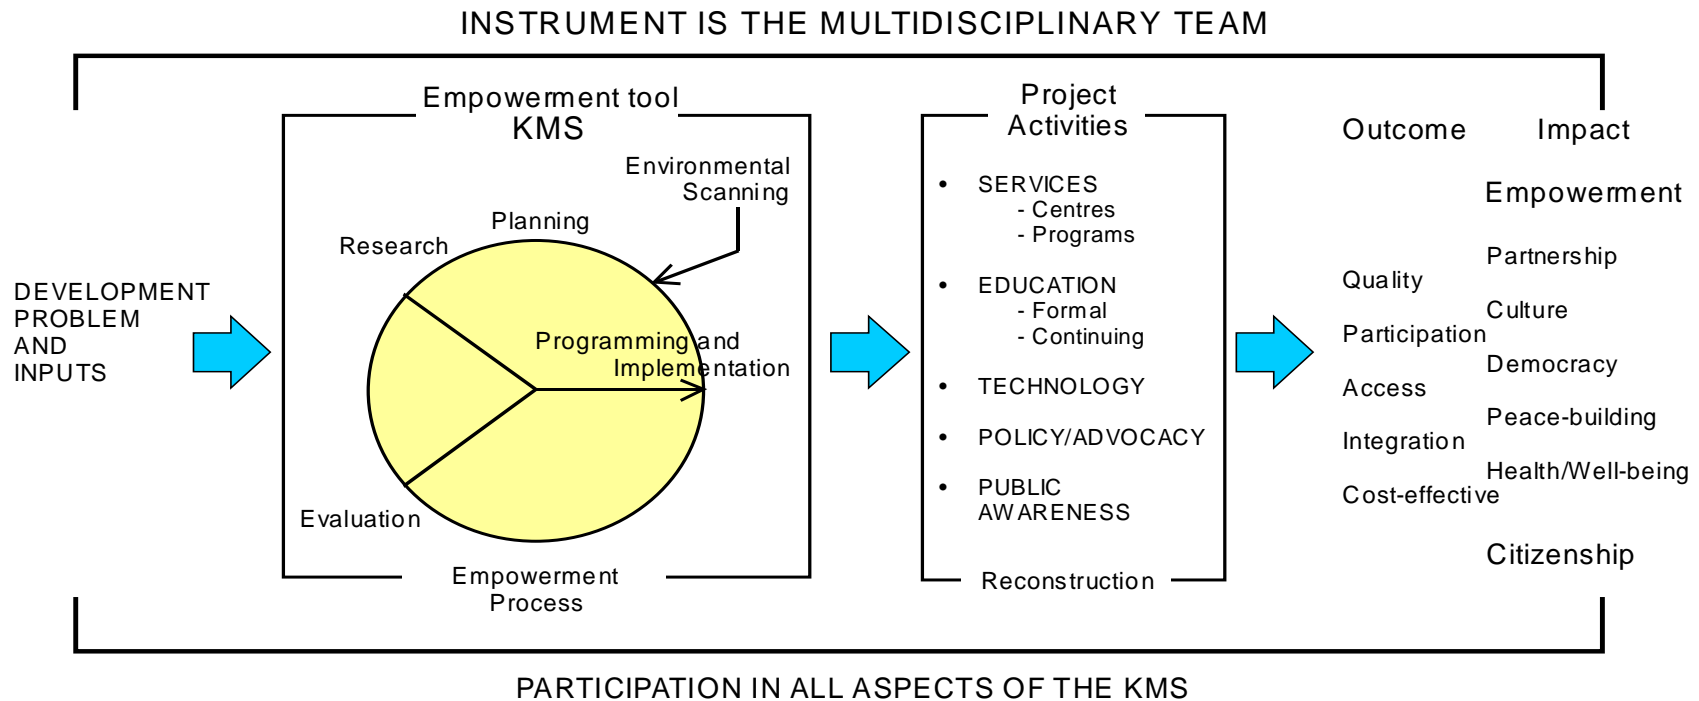 INSTRUMENT IS THE MULTIDISCIPLINARY TEAM
DEVELOPMENT
PROBLEM
AND
INPUTS
Empowerment tool
KMS
Environmental
Scanning
Planning
Research
Programming and
Implementation
Evaluation
Empowerment
Process
Project
Activities
• SERVICES
- Centres
- Programs
• EDUCATION
- Formal
- Continuing
• TECHNOLOGY
• POLICY/ADVOCACY
• PUBLIC
AWARENESS
Reconstruction
Outcome
Quality
Participation
Access
Integration
Cost-effective
Impact
Empowerment
Partnership
Culture
Democracy
Peace-building
Health/Well-being
Citizenship
PARTICIPATION IN ALL ASPECTS OF THE KMS